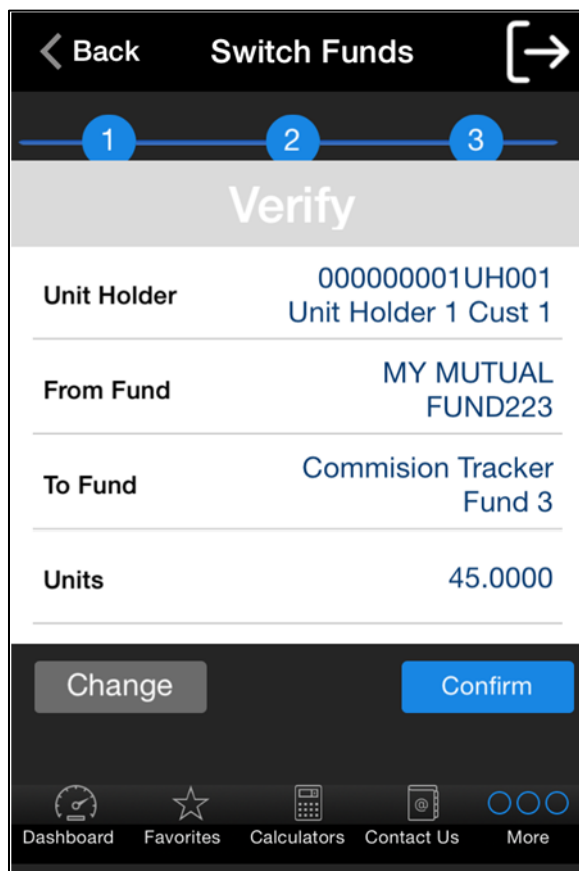 Back Switch Funds
1 2 3
Verify
Unit Holder 000000001UH001
Unit Holder 1 Cust 1
From Fund MY MUTUAL
FUND223
To Fund Commision Tracker
Fund 3
Units 45.0000
Change Confirm
Dashboard Favorites Calculators Contact Us More